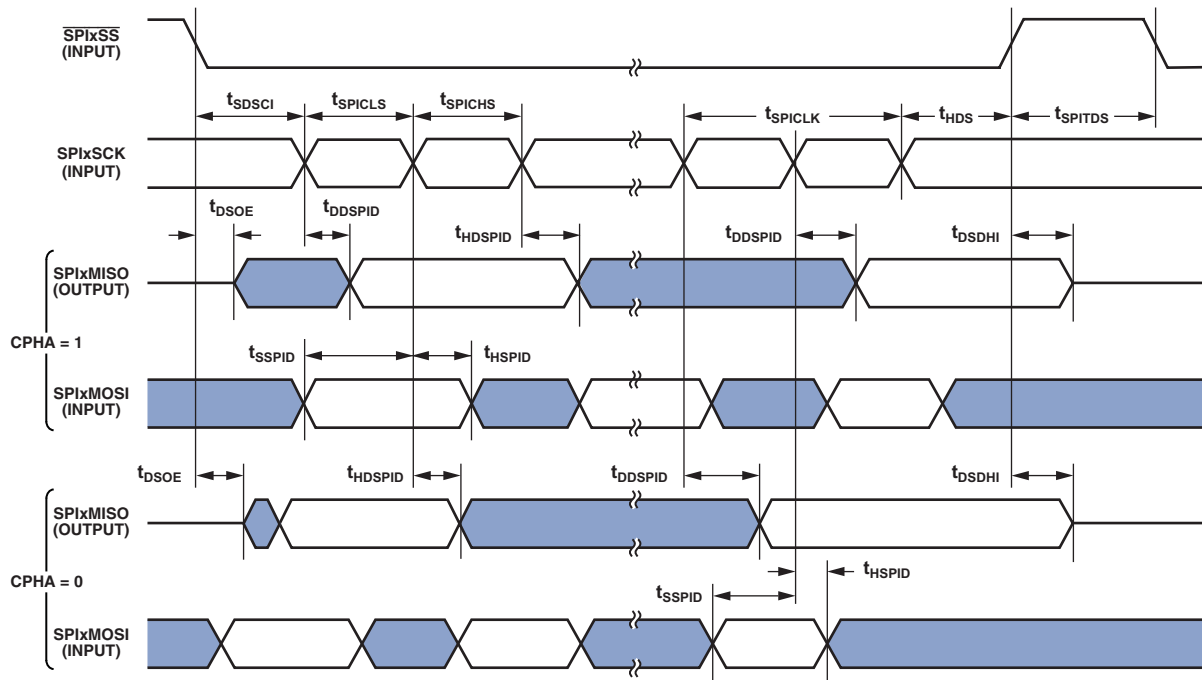 SPIxSS
(INPUT)
tSDSCI tSPICLS tSPICHS tSPICLK tHDS tSPITDS
SPIxSCK
(INPUT)
tDSOE tDDSPID tHDSPID tDDSPID tDSDHI
SPIxMISO
(OUTPUT)
CPHA = 1
tSSPID tHSPID
SPIxMOSI
(INPUT)
tDSOE tHDSPID tDDSPID tDSDHI
SPIxMISO
(OUTPUT)
CPHA = 0
tHSPID
tSSPID
SPIxMOSI
(INPUT)